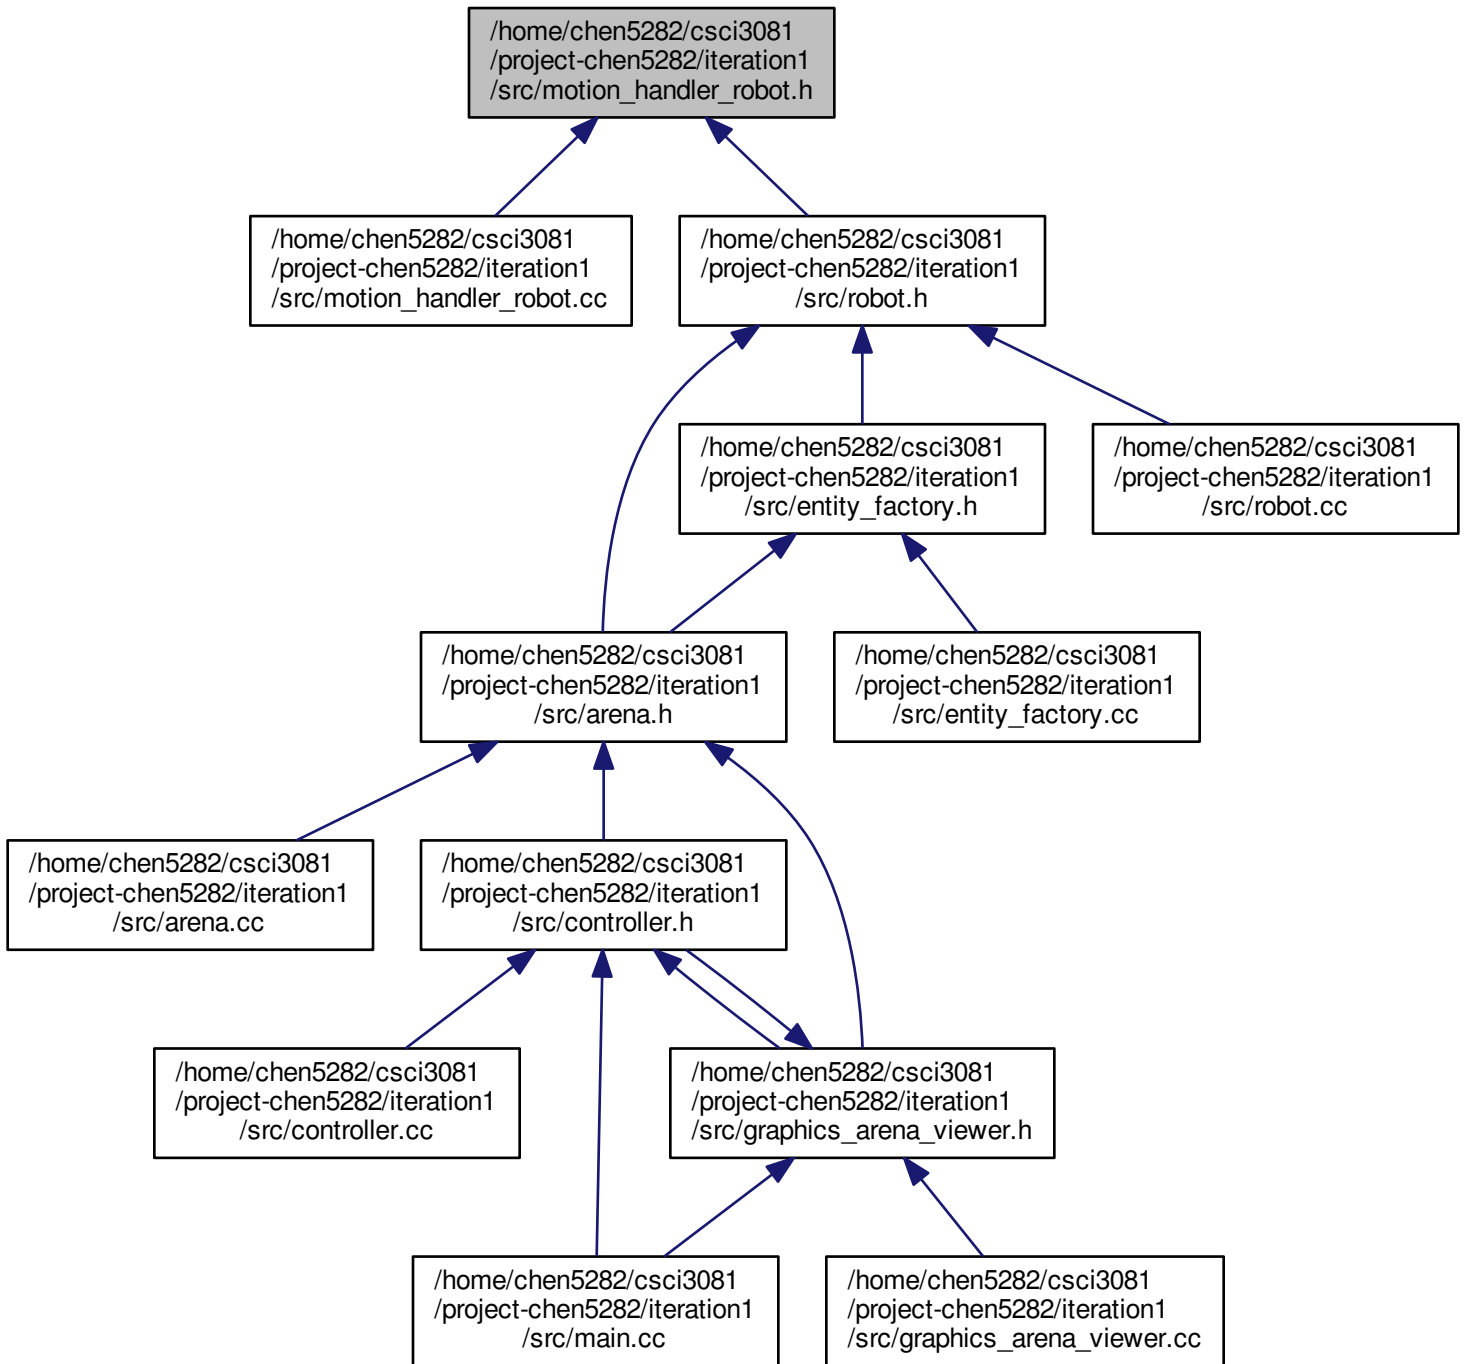 /home/chen5282/csci3081
/project-chen5282/iteration1
/src/motion_handler_robot.h
/home/chen5282/csci3081
/project-chen5282/iteration1
/src/motion_handler_robot.cc
/home/chen5282/csci3081
/project-chen5282/iteration1
/src/robot.h
/home/chen5282/csci3081
/project-chen5282/iteration1
/src/entity_factory.h
/home/chen5282/csci3081
/project-chen5282/iteration1
/src/robot.cc
/home/chen5282/csci3081
/project-chen5282/iteration1
/src/arena.h
/home/chen5282/csci3081
/project-chen5282/iteration1
/src/entity_factory.cc
/home/chen5282/csci3081
/project-chen5282/iteration1
/src/arena.cc
/home/chen5282/csci3081
/project-chen5282/iteration1
/src/controller.h
/home/chen5282/csci3081
/project-chen5282/iteration1
/src/controller.cc
/home/chen5282/csci3081
/project-chen5282/iteration1
/src/graphics_arena_viewer.h
/home/chen5282/csci3081
/project-chen5282/iteration1
/src/main.cc
/home/chen5282/csci3081
/project-chen5282/iteration1
/src/graphics_arena_viewer.cc